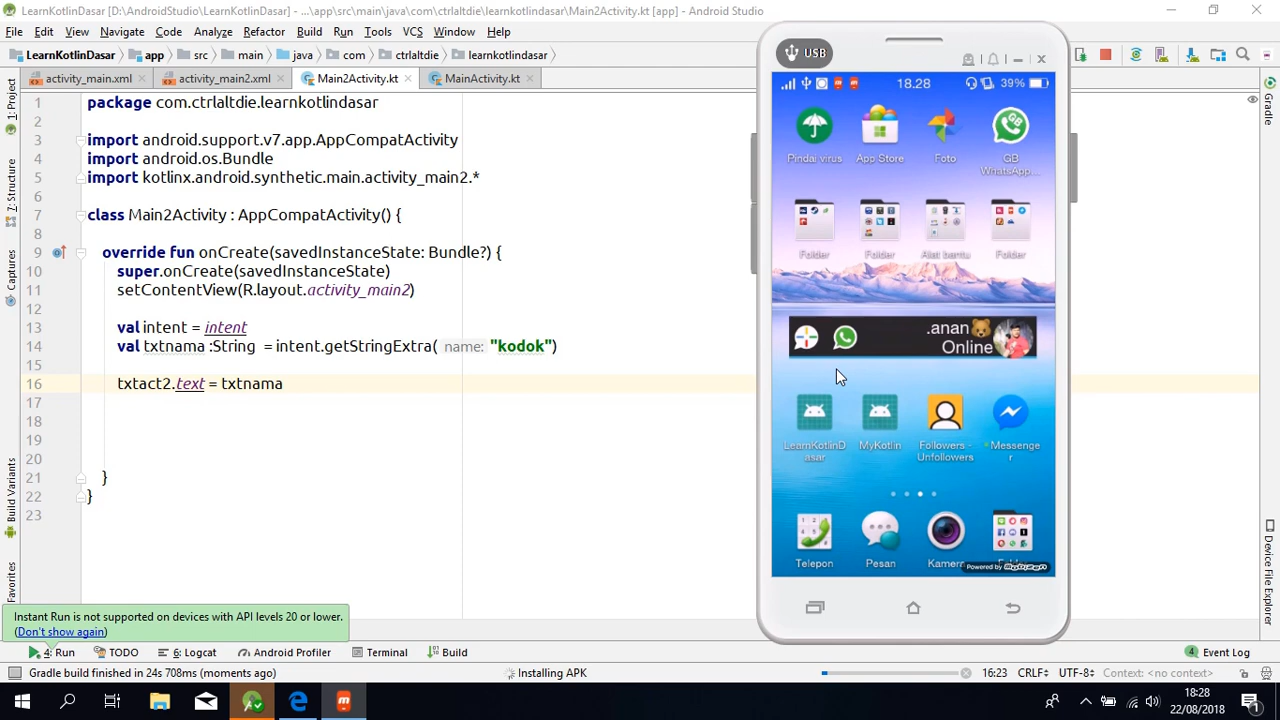 LearnKotlinDasar [D:\AndroidStudio\LearnKotlinDasar] - ...\app\src\main\java\com\ctrlaltdie\learnkotlindasar\Main2Activity.kt [app] - Android Studio
File Edit View Navigate Code Analyze Refactor Build Run Tools VCS Window Help
LearnKotlinDasar app src main java com ctrlaltdie learnkotlindasar
activity_main.xml activity_main2.xml Main2Activity.kt MainActivity.kt
1 package com.ctrlaltdie.learnkotlindasar
2
3 import android.support.v7.app.AppCompatActivity
4 import android.os.Bundle
5 import kotlinx.android.synthetic.main.activity_main2.*
6
7 class Main2Activity : AppCompatActivity() {
8
9 override fun onCreate(savedInstanceState: Bundle?) {
10 super.onCreate(savedInstanceState)
11 setContentView(R.layout.activity_main2)
12
13 val intent = intent
14 val txtnama :String = intent.getStringExtra( name: "kodok")
15
16 txtact2.text = txtnama
17
18
19
20
21 }
22 }
23
1: Project
7: Structure
Captures
Build Variants
Favorites
Gradle
Device File Explorer
USB
18.28 39%
Pindai virus App Store Foto GB WhatsApp...
Folder Folder Alat bantu Folder
.anan🐻
Online
LearnKotlinD
asar
MyKotlin
Followers -
Unfollowers
Messenge
r
Telepon Pesan Kamera
Powered by
Instant Run is not supported on devices with API levels 20 or lower.
(Don't show again)
4: Run TODO 6: Logcat Android Profiler Terminal Build 4 Event Log
Gradle build finished in 24s 708ms (moments ago) Installing APK 16:23 CRLF UTF-8 Context: <no context>
18:28
22/08/2018
1